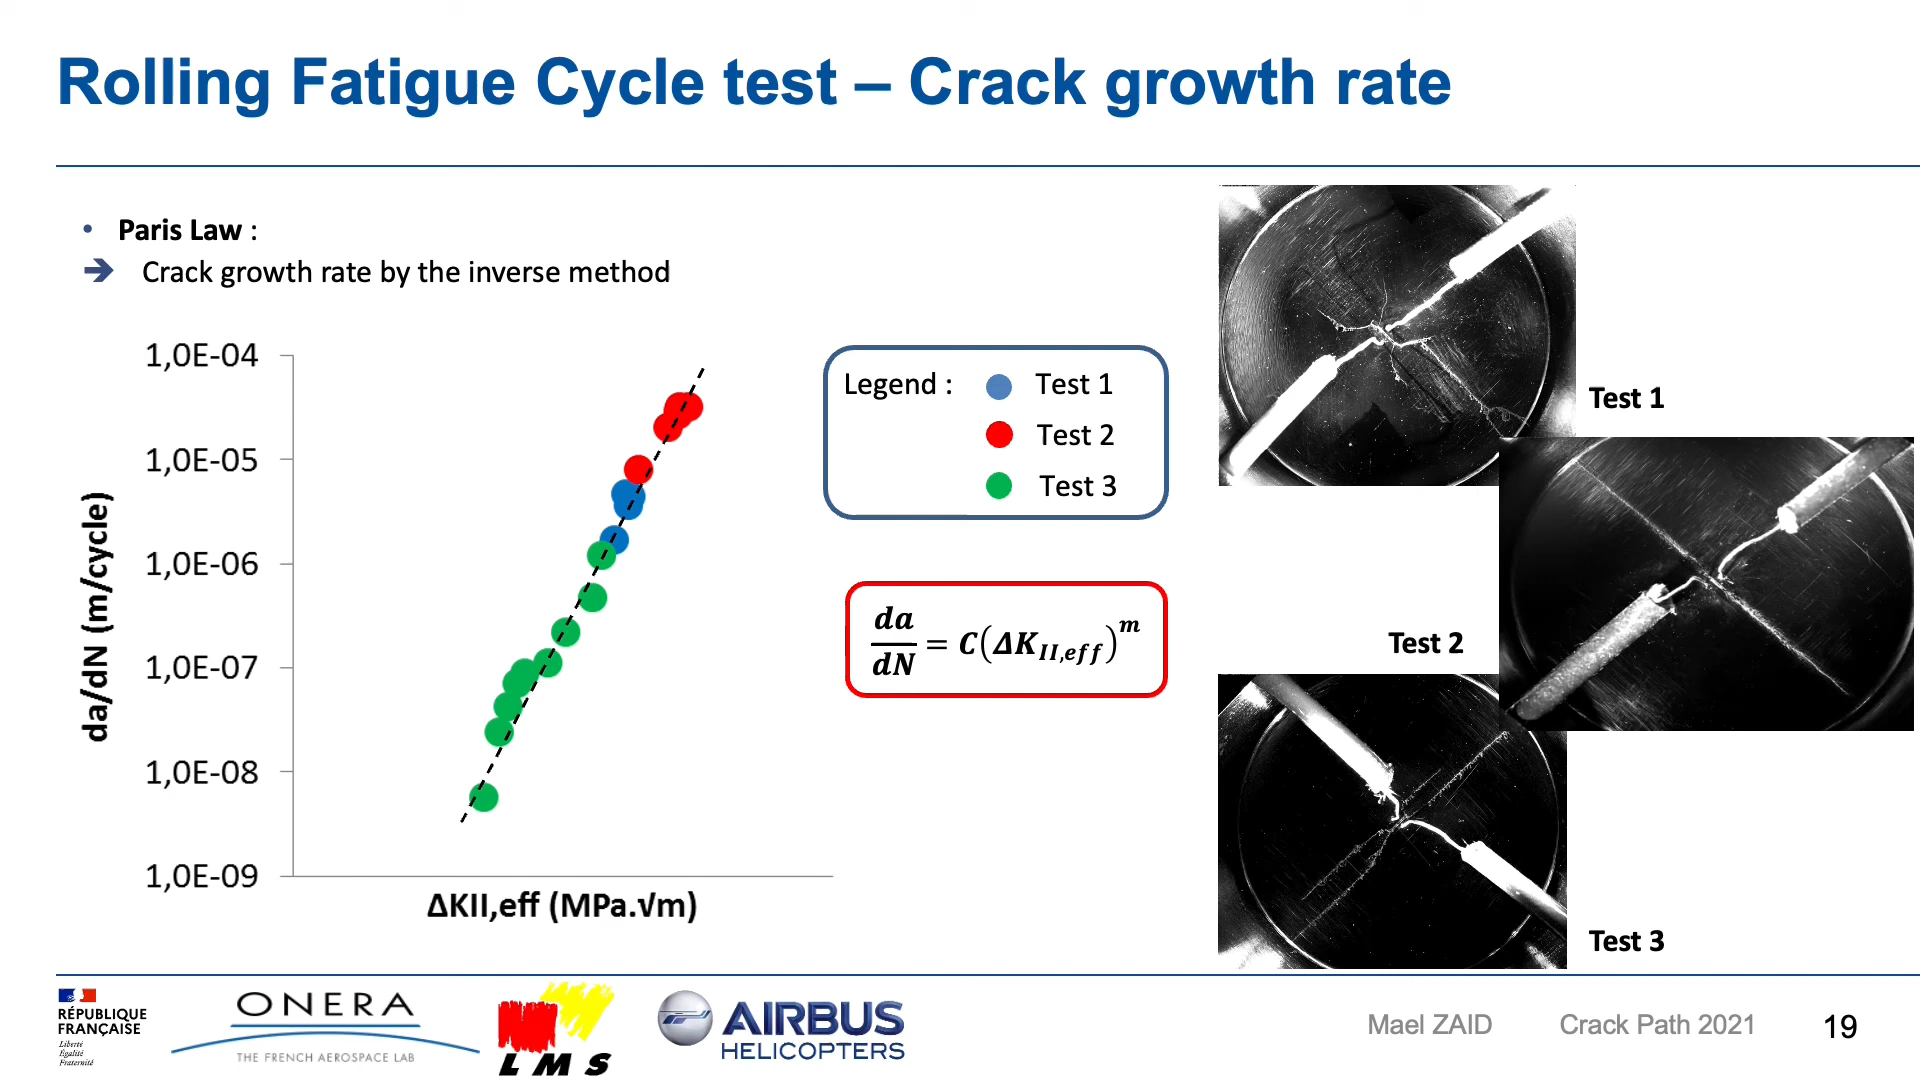 Rolling Fatigue Cycle test – Crack growth rate
• Paris Law :
➔ Crack growth rate by the inverse method
1,0E-04
1,0E-05
1,0E-06
1,0E-07
1,0E-08
1,0E-09
da/dN (m/cycle)
ΔKII,eff (MPa.√m)
Legend : Test 1
Test 2
Test 3
da/dN = C(ΔK_II,eff)^m
Test 1
Test 2
Test 3
RÉPUBLIQUE
FRANÇAISE
Liberté
Égalité
Fraternité
ONERA
THE FRENCH AEROSPACE LAB
LMS
AIRBUS
HELICOPTERS
Mael ZAID
Crack Path 2021
19